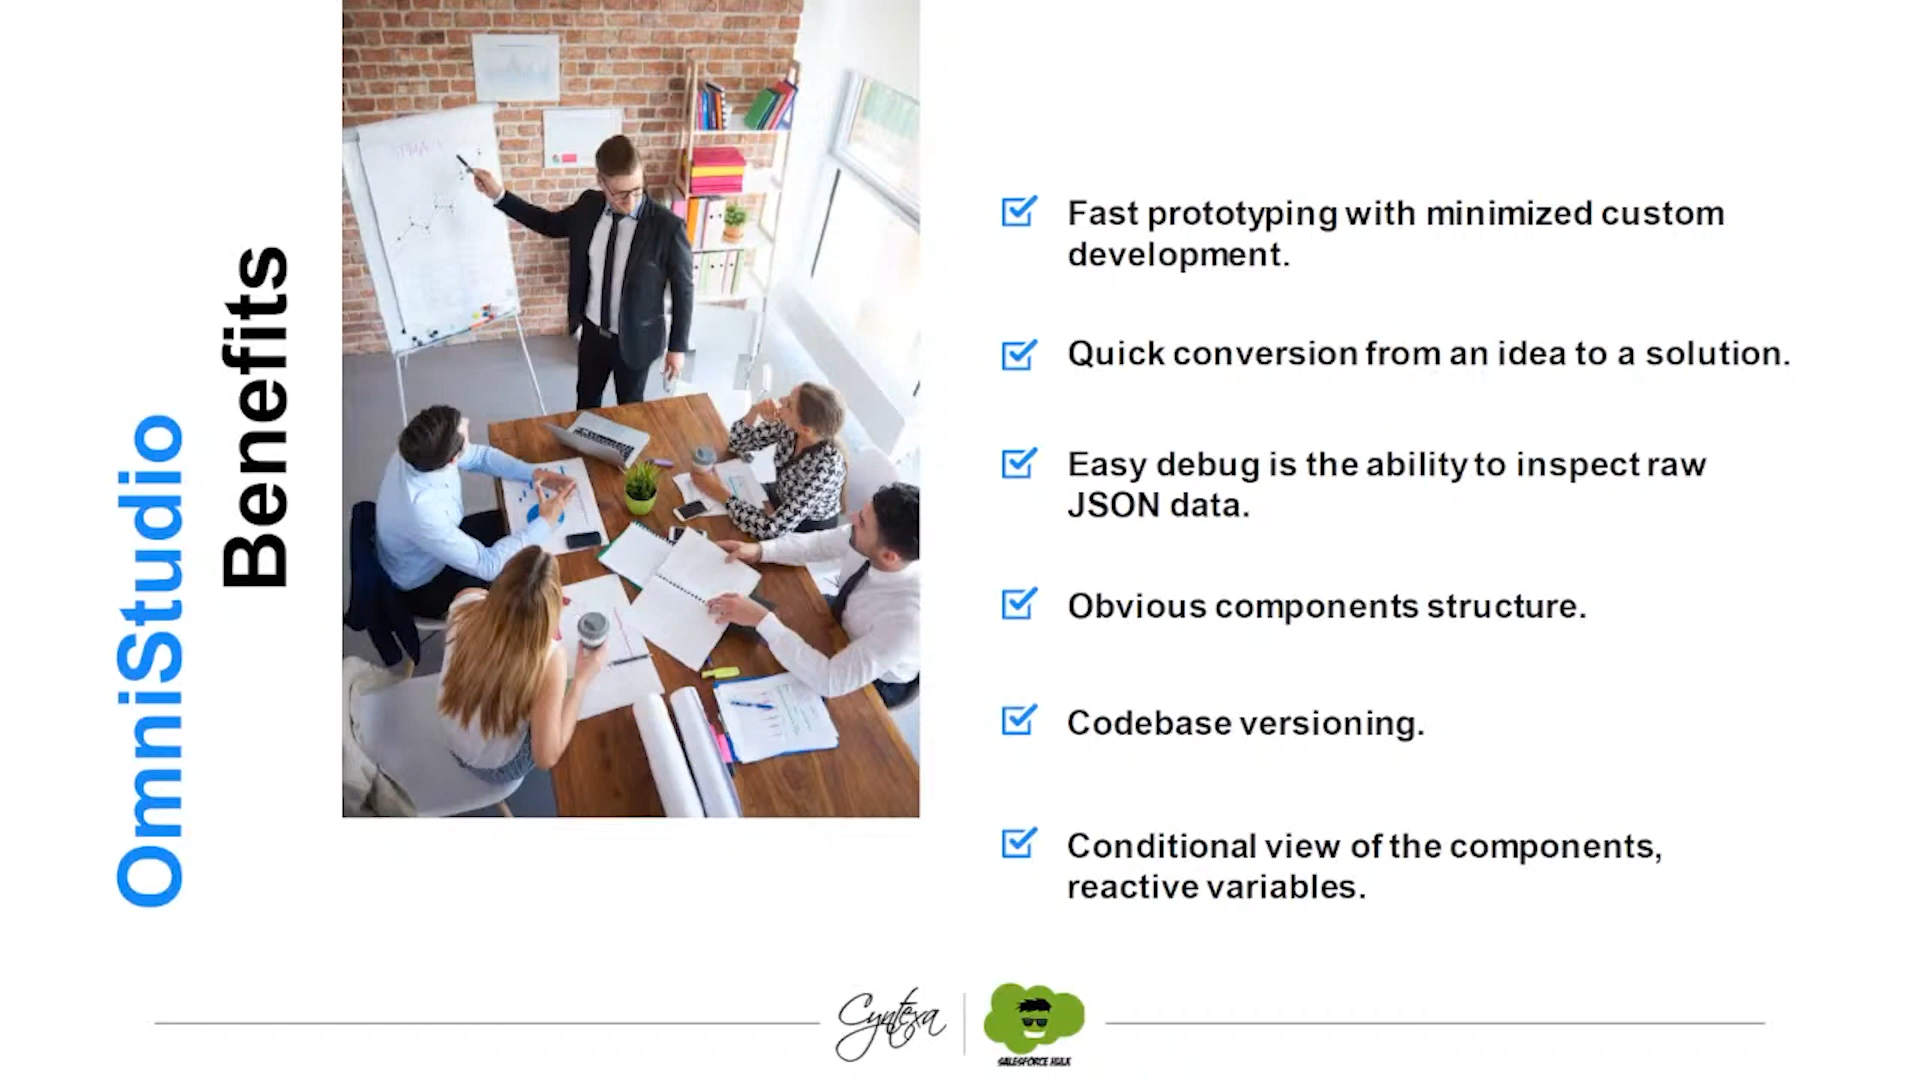 OmniStudio
Benefits
Fast prototyping with minimized custom
development.
Quick conversion from an idea to a solution.
Easy debug is the ability to inspect raw
JSON data.
Obvious components structure.
Codebase versioning.
Conditional view of the components,
reactive variables.
Cyntexa
SALESFORCE HULK